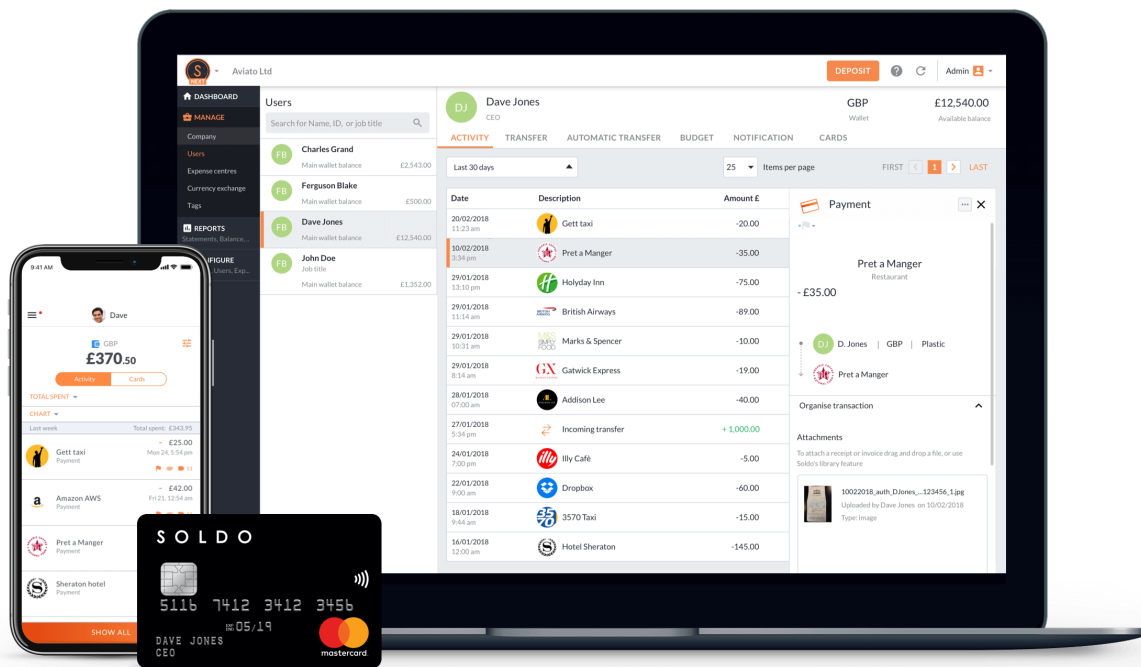 S
NEXT
Aviato Ltd
DEPOSIT
?
Admin
DASHBOARD
MANAGE
Company
Users
Expense centres
Currency exchange
Tags
REPORTS
Statements, Balance,...
FIGURE
Users, Exp...
Users
Search for Name, ID, or job title
FB
Charles Grand
Main wallet balance £2,543.00
FB
Ferguson Blake
Main wallet balance £500.00
FB
Dave Jones
Main wallet balance £12,540.00
FB
John Doe
Job title
Main wallet balance £1,352.00
DJ
Dave Jones
CEO
GBP
Wallet
£12,540.00
Available balance
ACTIVITY TRANSFER AUTOMATIC TRANSFER BUDGET NOTIFICATION CARDS
Last 30 days
25 Items per page
FIRST 1 LAST
Date Description Amount £
20/02/2018
11:23 am
Gett taxi -20.00
10/02/2018
3:34 pm
Pret a Manger -35.00
29/01/2018
13:10 pm
Holyday Inn -75.00
29/01/2018
11:14 am
British Airways -89.00
29/01/2018
10:31 am
M&S
SIMPLY
FOOD
Marks & Spencer -10.00
29/01/2018
8:14 am
GX
Gatwick Express -19.00
28/01/2018
07:00 am
Addison Lee -40.00
27/01/2018
5:34 pm
Incoming transfer + 1,000.00
24/01/2018
7:00 pm
illy
Illy Cafè -5.00
22/01/2018
9:00 am
Dropbox -60.00
18/01/2018
9:44 am
3570
3570 Taxi -15.00
16/01/2018
12:00 am
S
Hotel Sheraton -145.00
Payment
Pret a Manger
Restaurant
- £35.00
DJ
D. Jones | GBP | Plastic
Pret a Manger
Organise transaction
Attachments
To attach a receipt or invoice drag and drop a file, or use
Soldo's library feature
10022018_auth_DJones_...123456_1.jpg
Uploaded by Dave Jones on 10/02/2018
Type: image
9:41 AM
Dave
GBP
£370.50
Activity Cards
TOTAL SPENT
CHART
Last week Total spent: £343.95
Gett taxi
Payment
- £25.00
Mon 24, 5:54 pm
a
Amazon AWS
Payment
- £42.00
Fri 21, 12:54 am
Pret a Manger
Payment
S
Sheraton hotel
Payment
SHOW ALL
SOLDO
5116 7412 3412 3456
05/19
DAVE JONES
CEO
mastercard